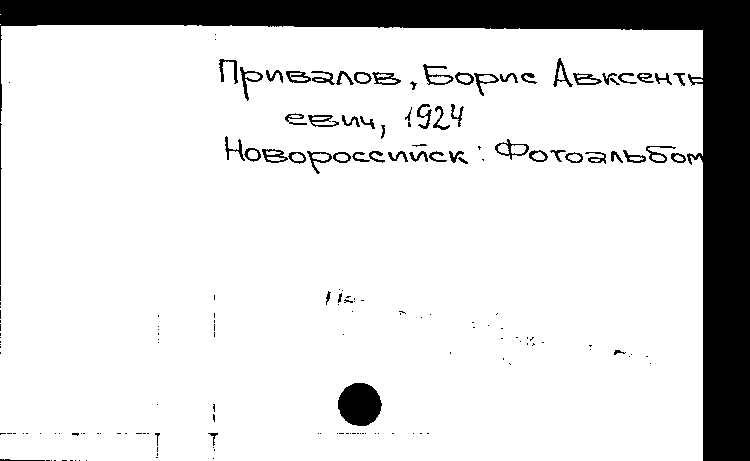 Привалов, Борис Авксенть
евич, 1924
Новороссийск: Фотоальбом